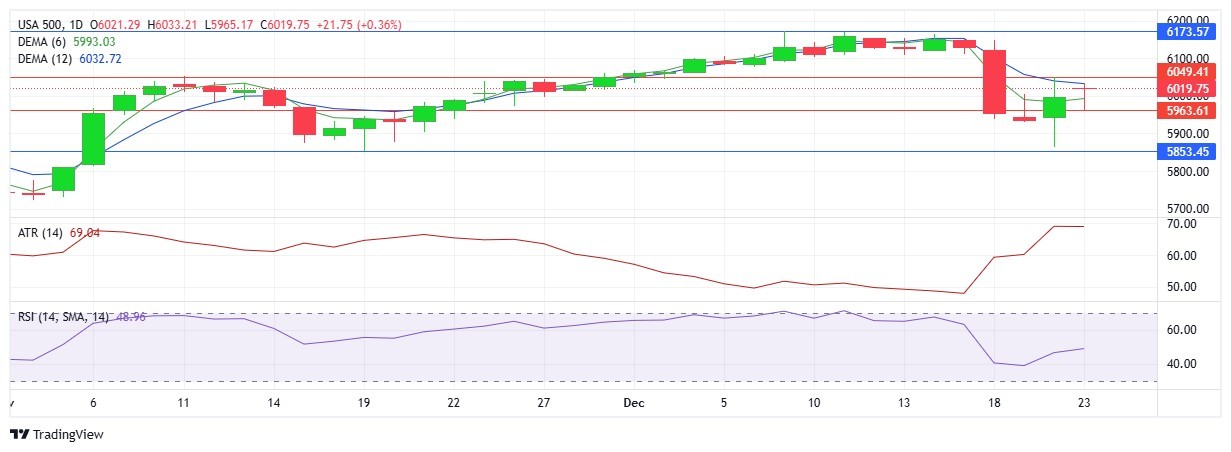 USA 500, 1D O6021.29 H6033.21 L5965.17 C6019.75 +21.75 (+0.36%)
DEMA (6) 5993.03
DEMA (12) 6032.72
6200.00
6173.57
6100.00
6049.41
6019.75
6000.00
5963.61
5900.00
5853.45
5800.00
5700.00
ATR (14) 69.04
70.00
60.00
50.00
RSI (14, SMA, 14) 48.96
60.00
40.00
6 11 14 19 22 27 Dec 5 10 13 18 23
TradingView